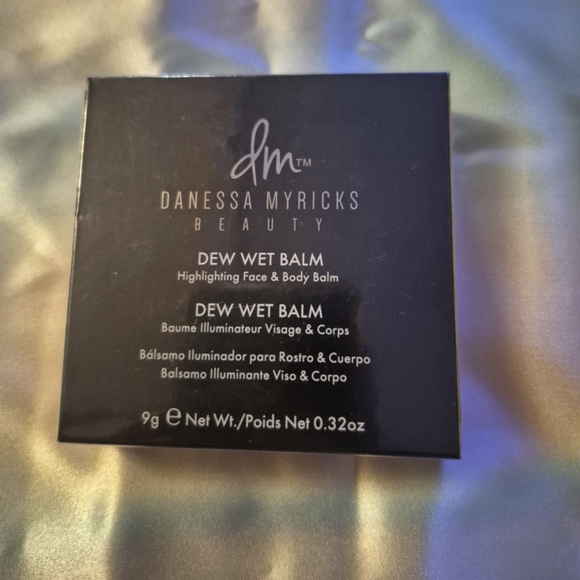 dm™
DANESSA MYRICKS
BEAUTY
DEW WET BALM
Highlighting Face & Body Balm
DEW WET BALM
Baume Illuminateur Visage & Corps
Bálsamo Iluminador para Rostro & Cuerpo
Balsamo Illuminante Viso & Corpo
9g ℮ Net Wt./Poids Net 0.32oz